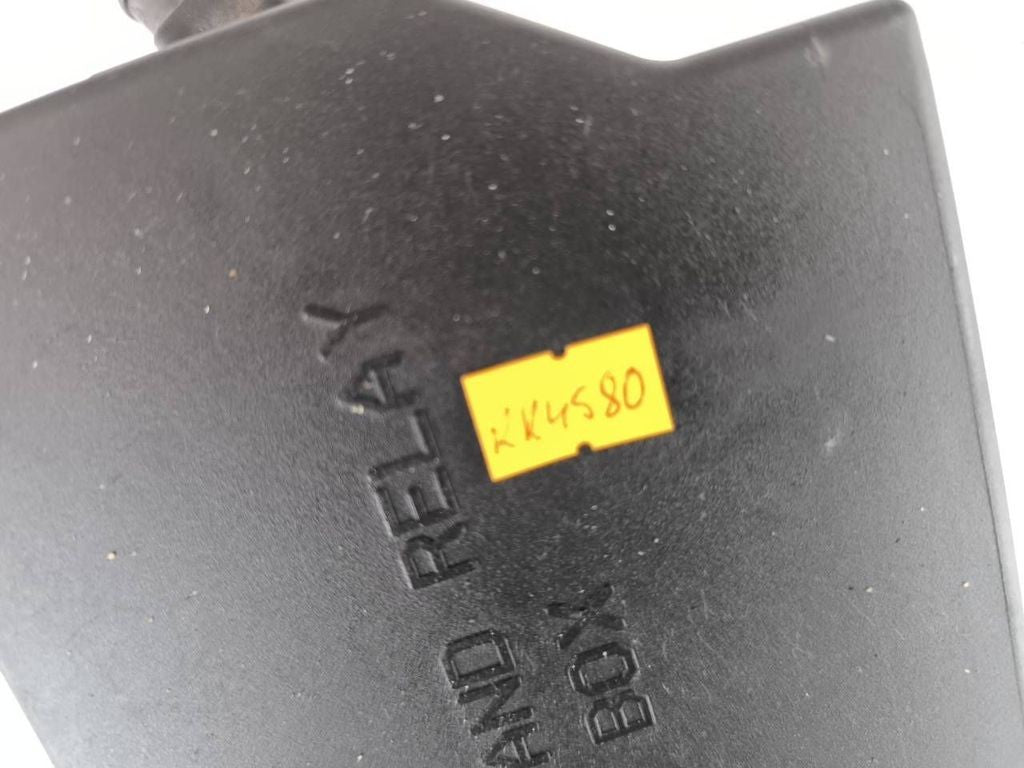 AND RELAY
BOX
KK4580